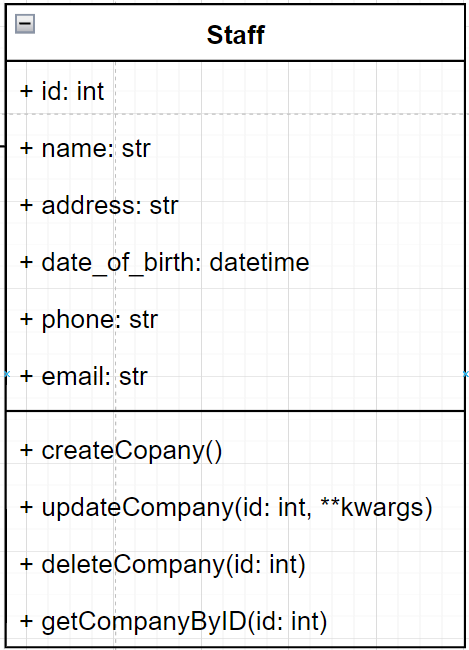 Staff
+ id: int
+ name: str
+ address: str
+ date_of_birth: datetime
+ phone: str
+ email: str
+ createCopany()
+ updateCompany(id: int, **kwargs)
+ deleteCompany(id: int)
+ getCompanyByID(id: int)